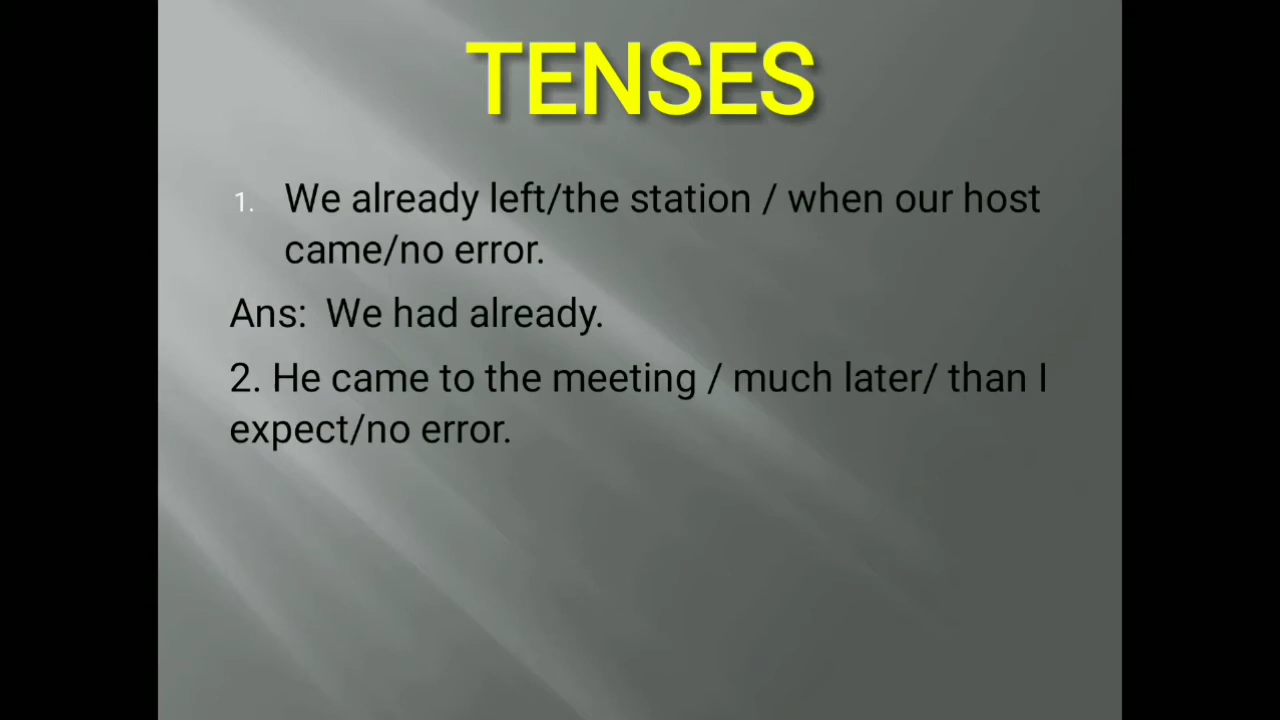 TENSES
1. We already left/the station / when our host
came/no error.
Ans: We had already.
2. He came to the meeting / much later/ than I
expect/no error.